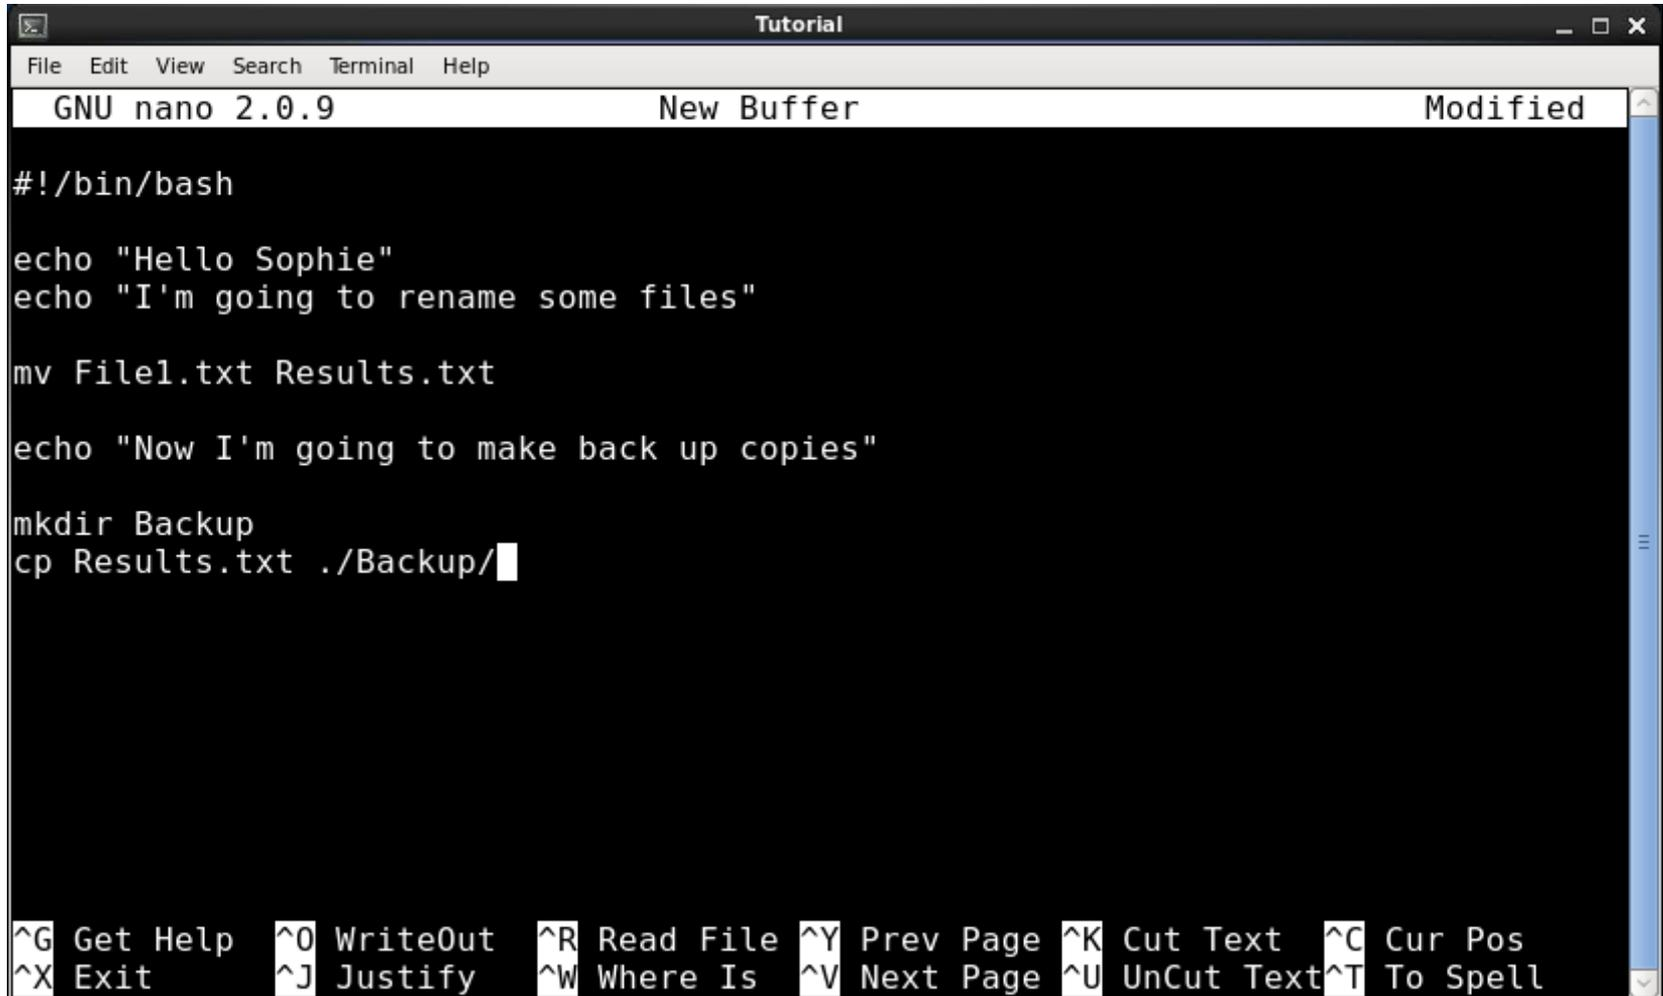 Tutorial
File Edit View Search Terminal Help
GNU nano 2.0.9 New Buffer Modified
#!/bin/bash
echo "Hello Sophie"
echo "I'm going to rename some files"
mv File1.txt Results.txt
echo "Now I'm going to make back up copies"
mkdir Backup
cp Results.txt ./Backup/
^G Get Help ^O WriteOut ^R Read File ^Y Prev Page ^K Cut Text ^C Cur Pos
^X Exit ^J Justify ^W Where Is ^V Next Page ^U UnCut Text ^T To Spell